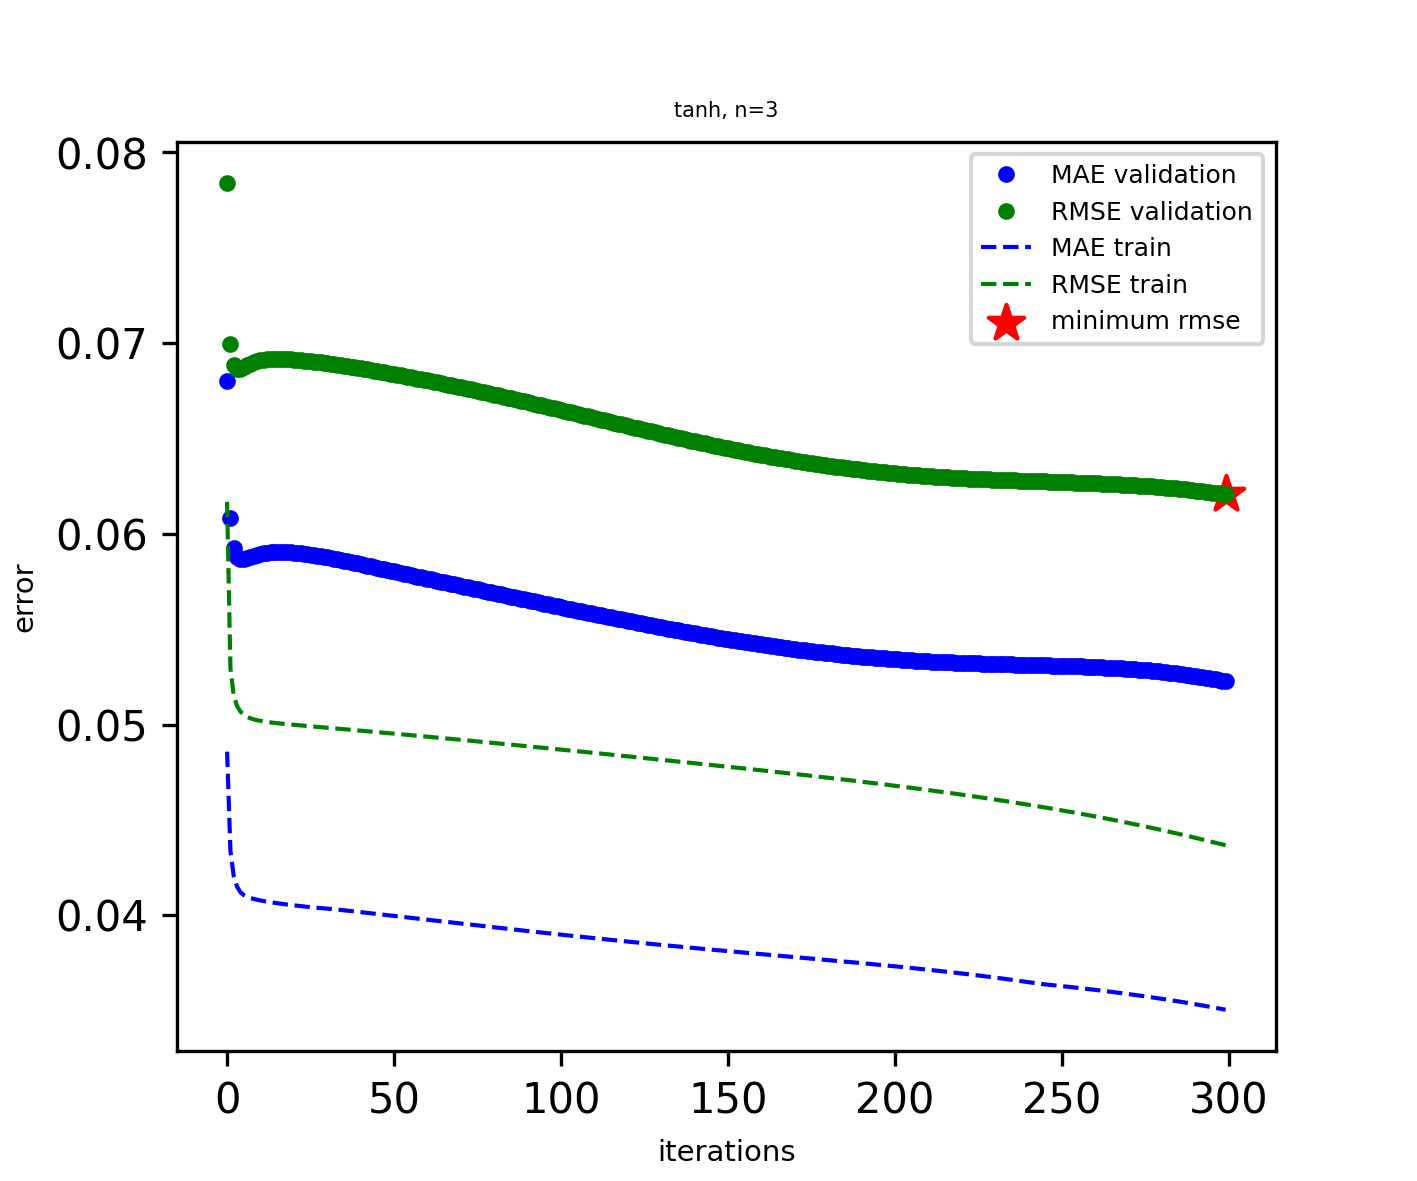 tanh, n=3
0.08
0.07
0.06
0.05
0.04
error
MAE validation
RMSE validation
MAE train
RMSE train
minimum rmse
0 50 100 150 200 250 300
iterations